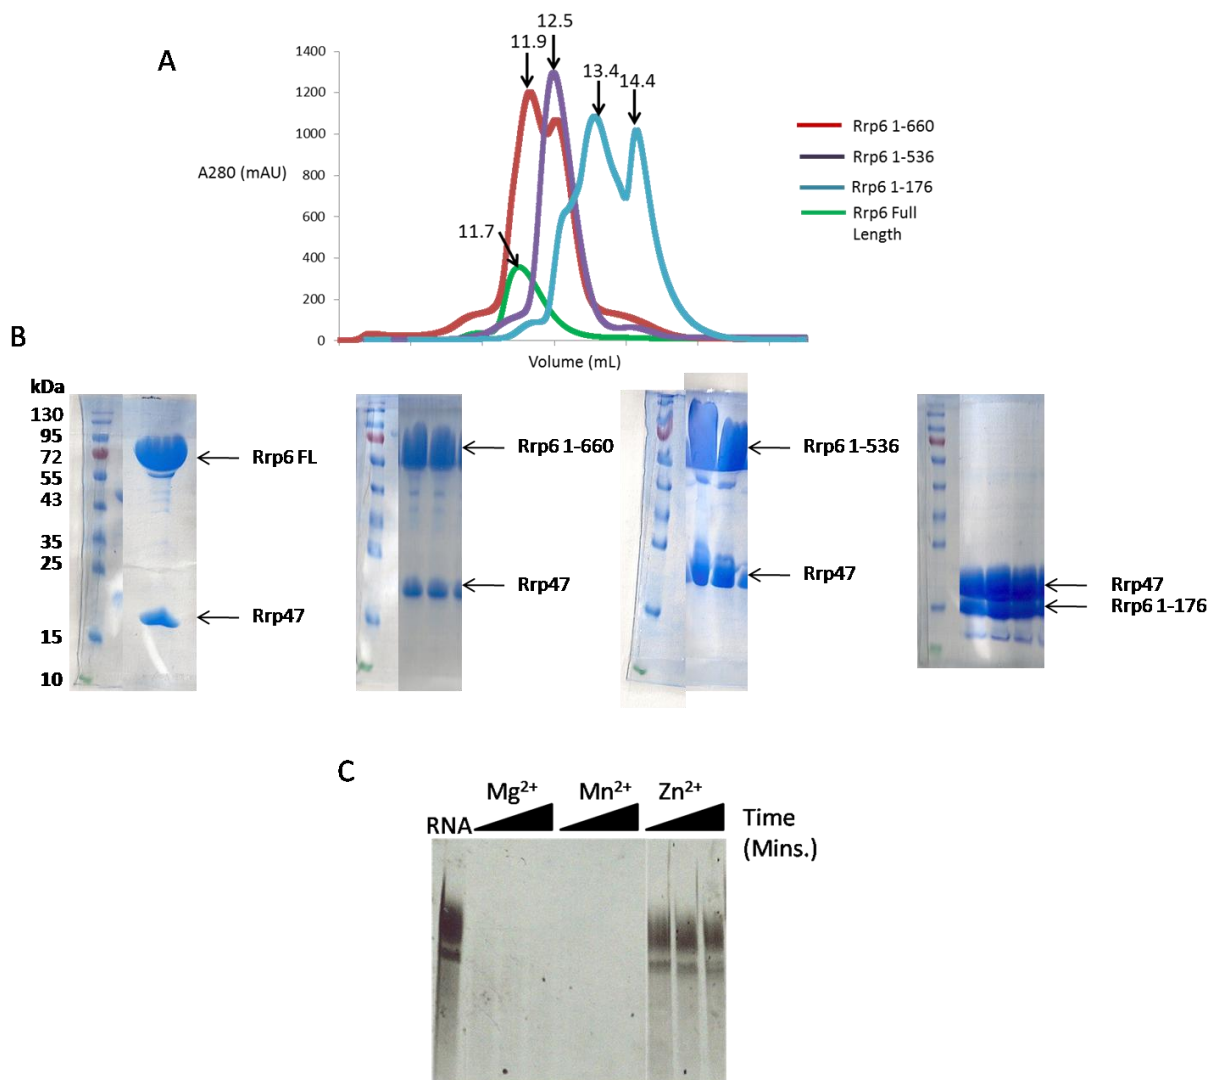 A
12.5
11.9
13.4
14.4
11.7
1400
1200
1000
800
600
400
200
0
A280 (mAU)
Volume (mL)
Rrp6 1-660
Rrp6 1-536
Rrp6 1-176
Rrp6 Full
Length
B
kDa
130
95
72
55
43
35
25
15
10
Rrp6 FL
Rrp47
Rrp6 1-660
Rrp47
Rrp6 1-536
Rrp47
Rrp47
Rrp6 1-176
C
Mg2+
Mn2+
Zn2+
RNA
Time
(Mins.)